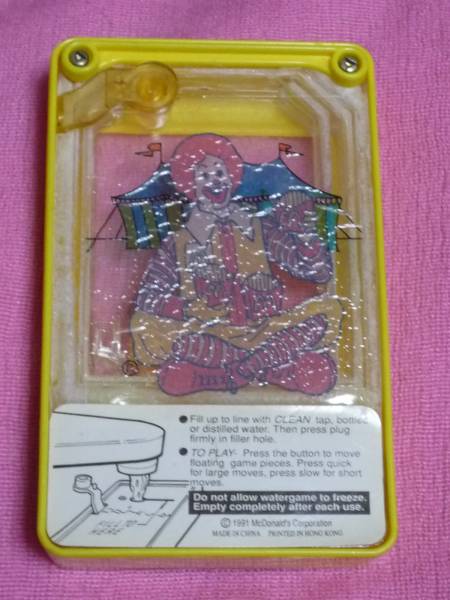 ®
● Fill up to line with CLEAN tap, bottled
or distilled water. Then press plug
firmly in filler hole.
● TO PLAY- Press the button to move
floating game pieces. Press quick
for large moves, press slow for short
moves.
Do not allow watergame to freeze.
Empty completely after each use.
FILL TO
HERE
© 1991 McDonald's Corporation
MADE IN CHINA PRINTED IN HONG KONG